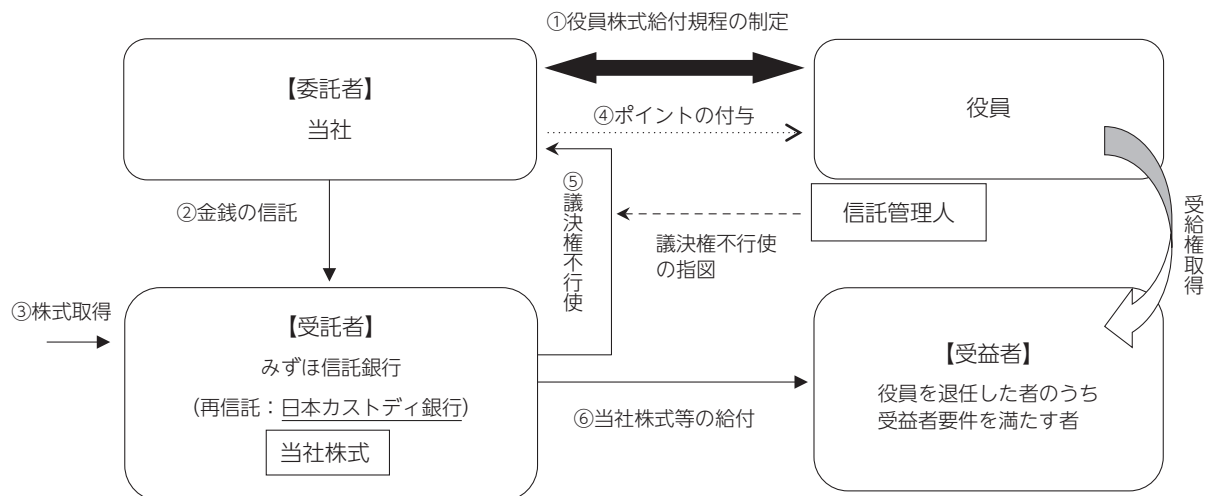 ①役員株式給付規程の制定
【委託者】
当社
④ポイントの付与
役員
②金銭の信託
⑤議決権不行使
信託管理人
議決権不行使
の指図
受給権取得
③株式取得
【受託者】
みずほ信託銀行
(再信託：日本カストディ銀行)
当社株式
⑥当社株式等の給付
【受益者】
役員を退任した者のうち
受益者要件を満たす者